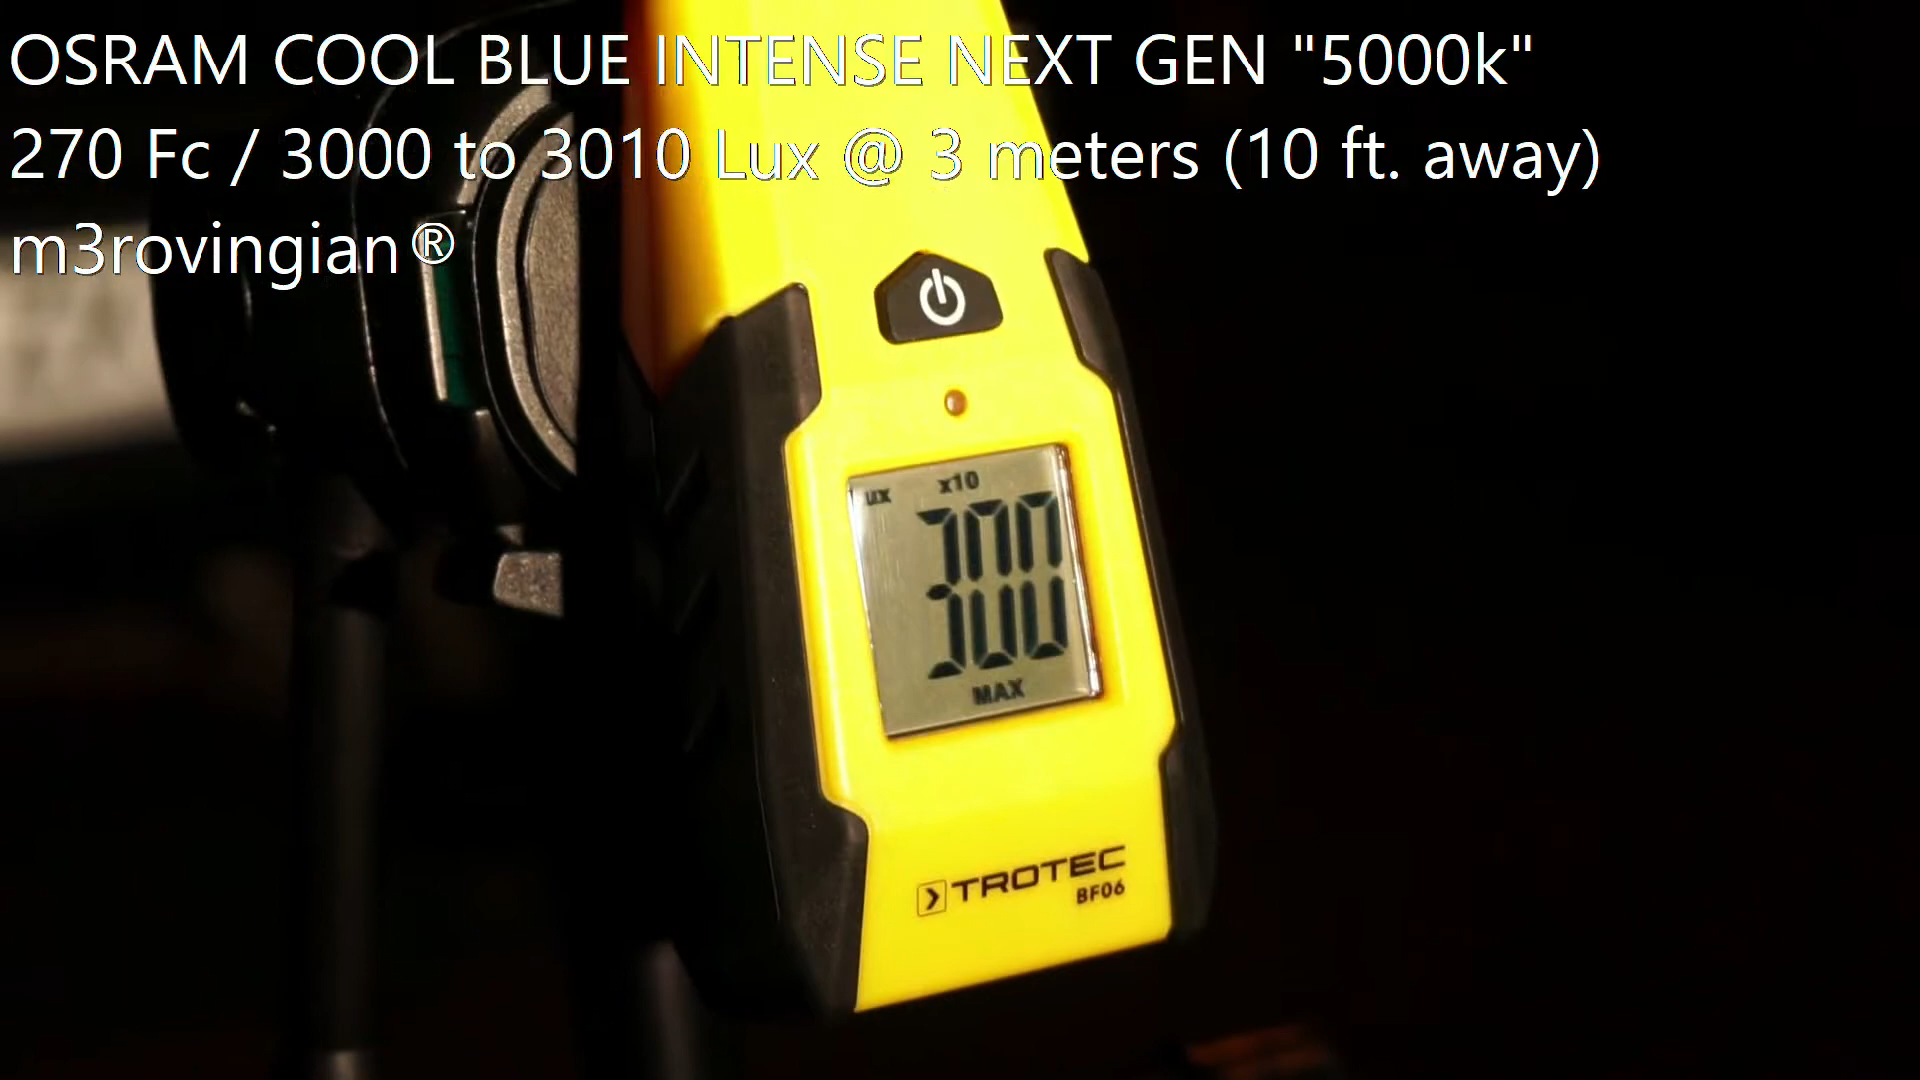 OSRAM COOL BLUE INTENSE NEXT GEN "5000k"
270 Fc / 3000 to 3010 Lux @ 3 meters (10 ft. away)
m3rovingian®
ux x10
300
MAX
TROTEC
BF06